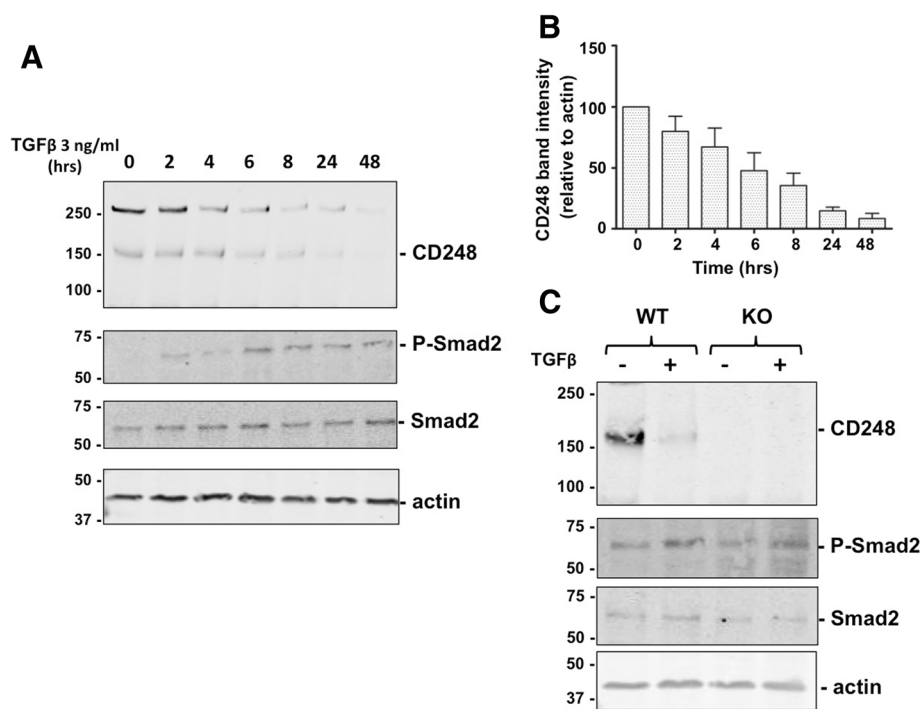 A
TGFβ 3 ng/ml
(hrs)
0 2 4 6 8 24 48
250 -
150 -
- CD248
100 -
75 -
- P-Smad2
50 -
75 -
- Smad2
50 -
50 -
- actin
37 -
B
CD248 band intensity
(relative to actin)
150
100
50
0
0 2 4 6 8 24 48
Time (hrs)
C
WT KO
TGFβ - + - +
250 -
- CD248
150 -
100 -
75 -
- P-Smad2
50 -
75 -
- Smad2
50 -
50 -
- actin
37 -